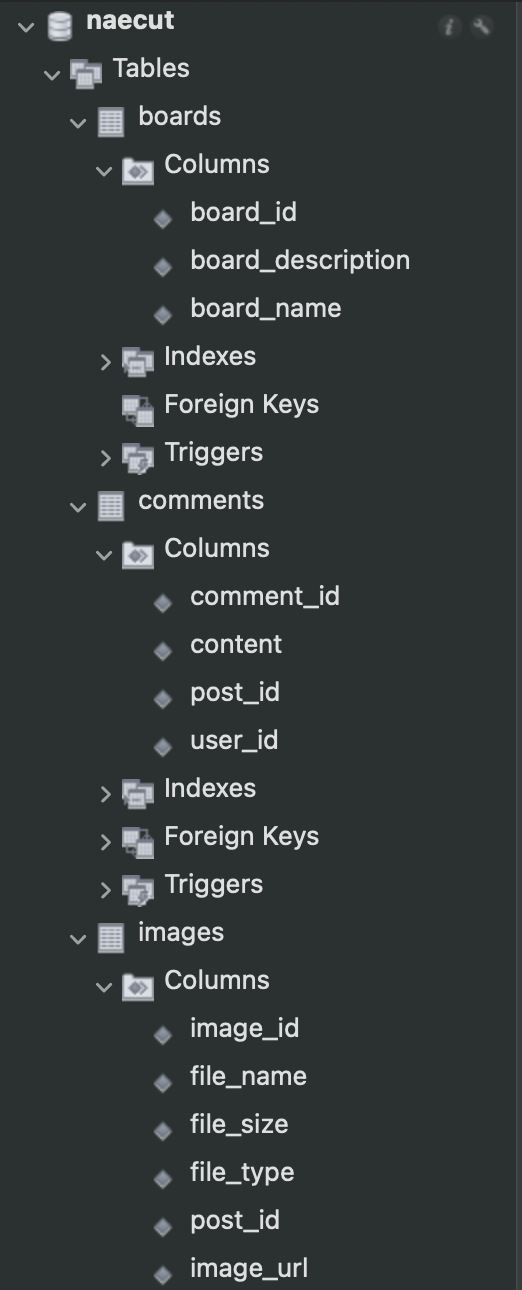 naecut
Tables
boards
Columns
board_id
board_description
board_name
Indexes
Foreign Keys
Triggers
comments
Columns
comment_id
content
post_id
user_id
Indexes
Foreign Keys
Triggers
images
Columns
image_id
file_name
file_size
file_type
post_id
image_url